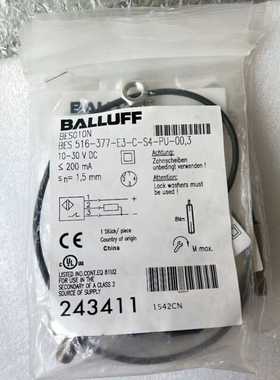 BALLUFF
BES010N
BES 516-377-E3-C-S4-PU-00,3
10-30 V DC
≤ 200 mA
sn= 1,5 mm
Achtung:
Zahnscheiben
unbedingt verwenden !
Attention:
Lock washers must
be used !
8Nm
M max.
1 Stück/ piece
Country of origin
China
LISTED IND.CONT.EQ 81U2
FOR USE IN THE
SECONDARY OF A CLASS 2
SOURCE OF SUPPLY
243411
1542CN